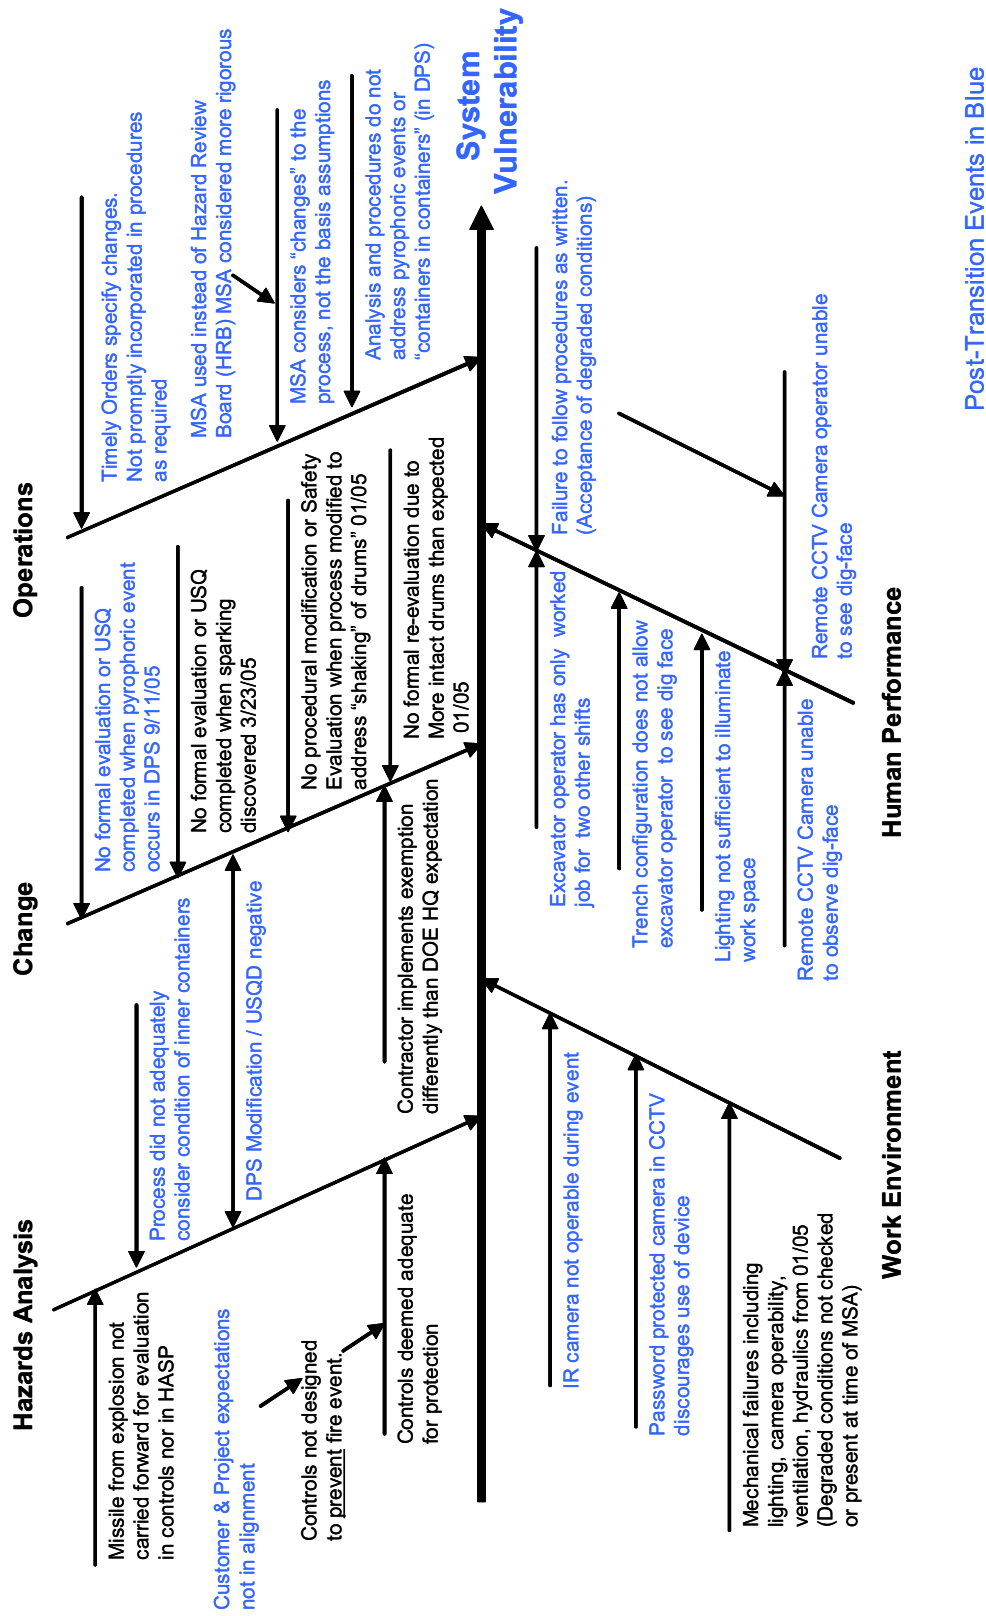 Hazards Analysis
Change
Operations
Missile from explosion not
carried forward for evaluation
in controls nor in HASP
Customer & Project expectations
not in alignment
Controls not designed
to prevent fire event.
Controls deemed adequate
for protection
Process did not adequately
consider condition of inner containers
DPS Modification / USQD negative
Contractor implements exemption
differently than DOE HQ expectation
No formal evaluation or USQ
completed when pyrophoric event
occurs in DPS 9/11/05
No formal evaluation or USQ
completed when sparking
discovered 3/23/05
No procedural modification or Safety
Evaluation when process modified to
address “shaking” of drums” 01/05
No formal re-evaluation due to
More intact drums than expected
01/05
Timely Orders specify changes.
Not promptly incorporated in procedures
as required
MSA used instead of Hazard Review
Board (HRB) MSA considered more rigorous
MSA considers “changes” to the
process, not the basis assumptions
Analysis and procedures do not
address pyrophoric events or
“containers in containers” (in DPS)
System
Vulnerability
IR camera not operable during event
Password protected camera in CCTV
discourages use of device
Mechanical failures including
lighting, camera operability,
ventilation, hydraulics from 01/05
(Degraded conditions not checked
or present at time of MSA)
Work Environment
Excavator operator has only worked
job for two other shifts
Trench configuration does not allow
excavator operator to see dig face
Lighting not sufficient to illuminate
work space
Remote CCTV Camera unable
to observe dig-face
Failure to follow procedures as written.
(Acceptance of degraded conditions)
Remote CCTV Camera operator unable
to see dig-face
Human Performance
Post-Transition Events in Blue